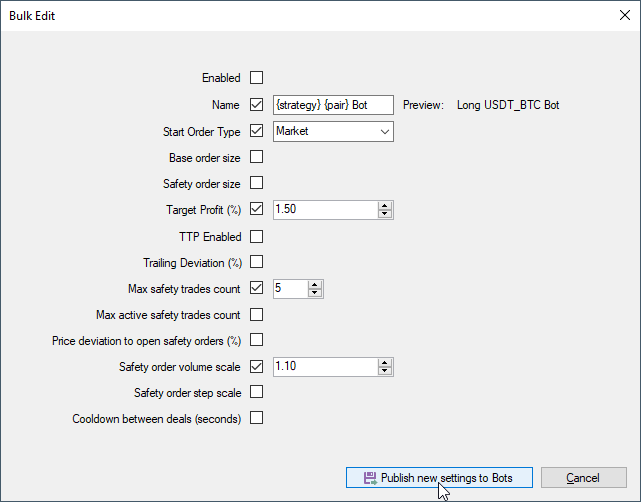 Bulk Edit
Enabled
Name {strategy} {pair} Bot Preview: Long USDT_BTC Bot
Start Order Type Market
Base order size
Safety order size
Target Profit (%) 1.50
TTP Enabled
Trailing Deviation (%)
Max safety trades count 5
Max active safety trades count
Price deviation to open safety orders (%)
Safety order volume scale 1.10
Safety order step scale
Cooldown between deals (seconds)
Publish new settings to Bots Cancel